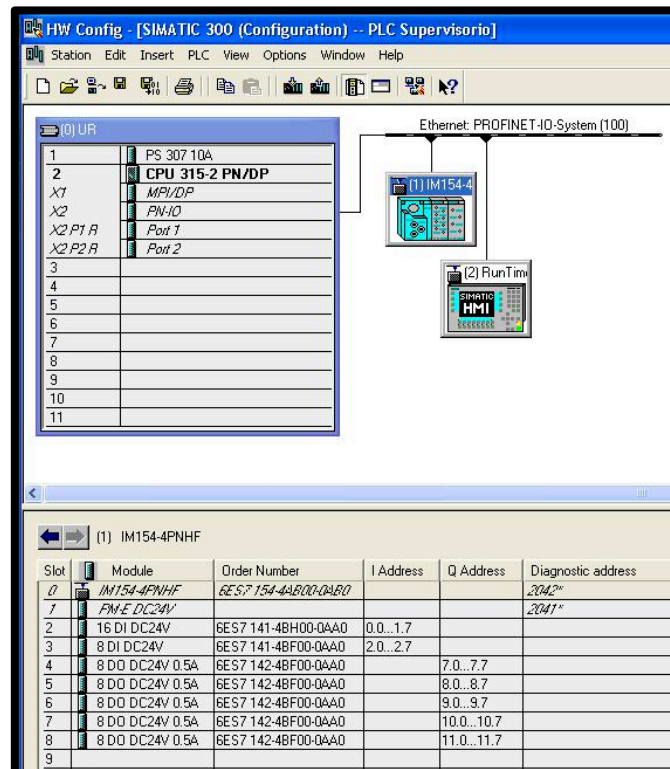 HW Config - [SIMATIC 300 (Configuration) -- PLC Supervisorio]
Station Edit Insert PLC View Options Window Help
(0) UR
1 PS 307 10A
2 CPU 315-2 PN/DP
X1 MPI/DP
X2 PN-IO
X2 P1 R Port 1
X2 P2 R Port 2
3
4
5
6
7
8
9
10
11
Ethernet: PROFINET-IO-System (100)
(1) IM154-4
(2) RunTim
SIMATIC
HMI
(1) IM154-4PNHF
Slot Module Order Number I Address Q Address Diagnostic address
0 IM154-4PNHF 6ES7 154-4AB00-0AB0 2042*
1 PM-E DC24V 2041*
2 16 DI DC24V 6ES7 141-4BH00-0AA0 0.0...1.7
3 8 DI DC24V 6ES7 141-4BF00-0AA0 2.0...2.7
4 8 DO DC24V 0.5A 6ES7 142-4BF00-0AA0 7.0...7.7
5 8 DO DC24V 0.5A 6ES7 142-4BF00-0AA0 8.0...8.7
6 8 DO DC24V 0.5A 6ES7 142-4BF00-0AA0 9.0...9.7
7 8 DO DC24V 0.5A 6ES7 142-4BF00-0AA0 10.0...10.7
8 8 DO DC24V 0.5A 6ES7 142-4BF00-0AA0 11.0...11.7
9